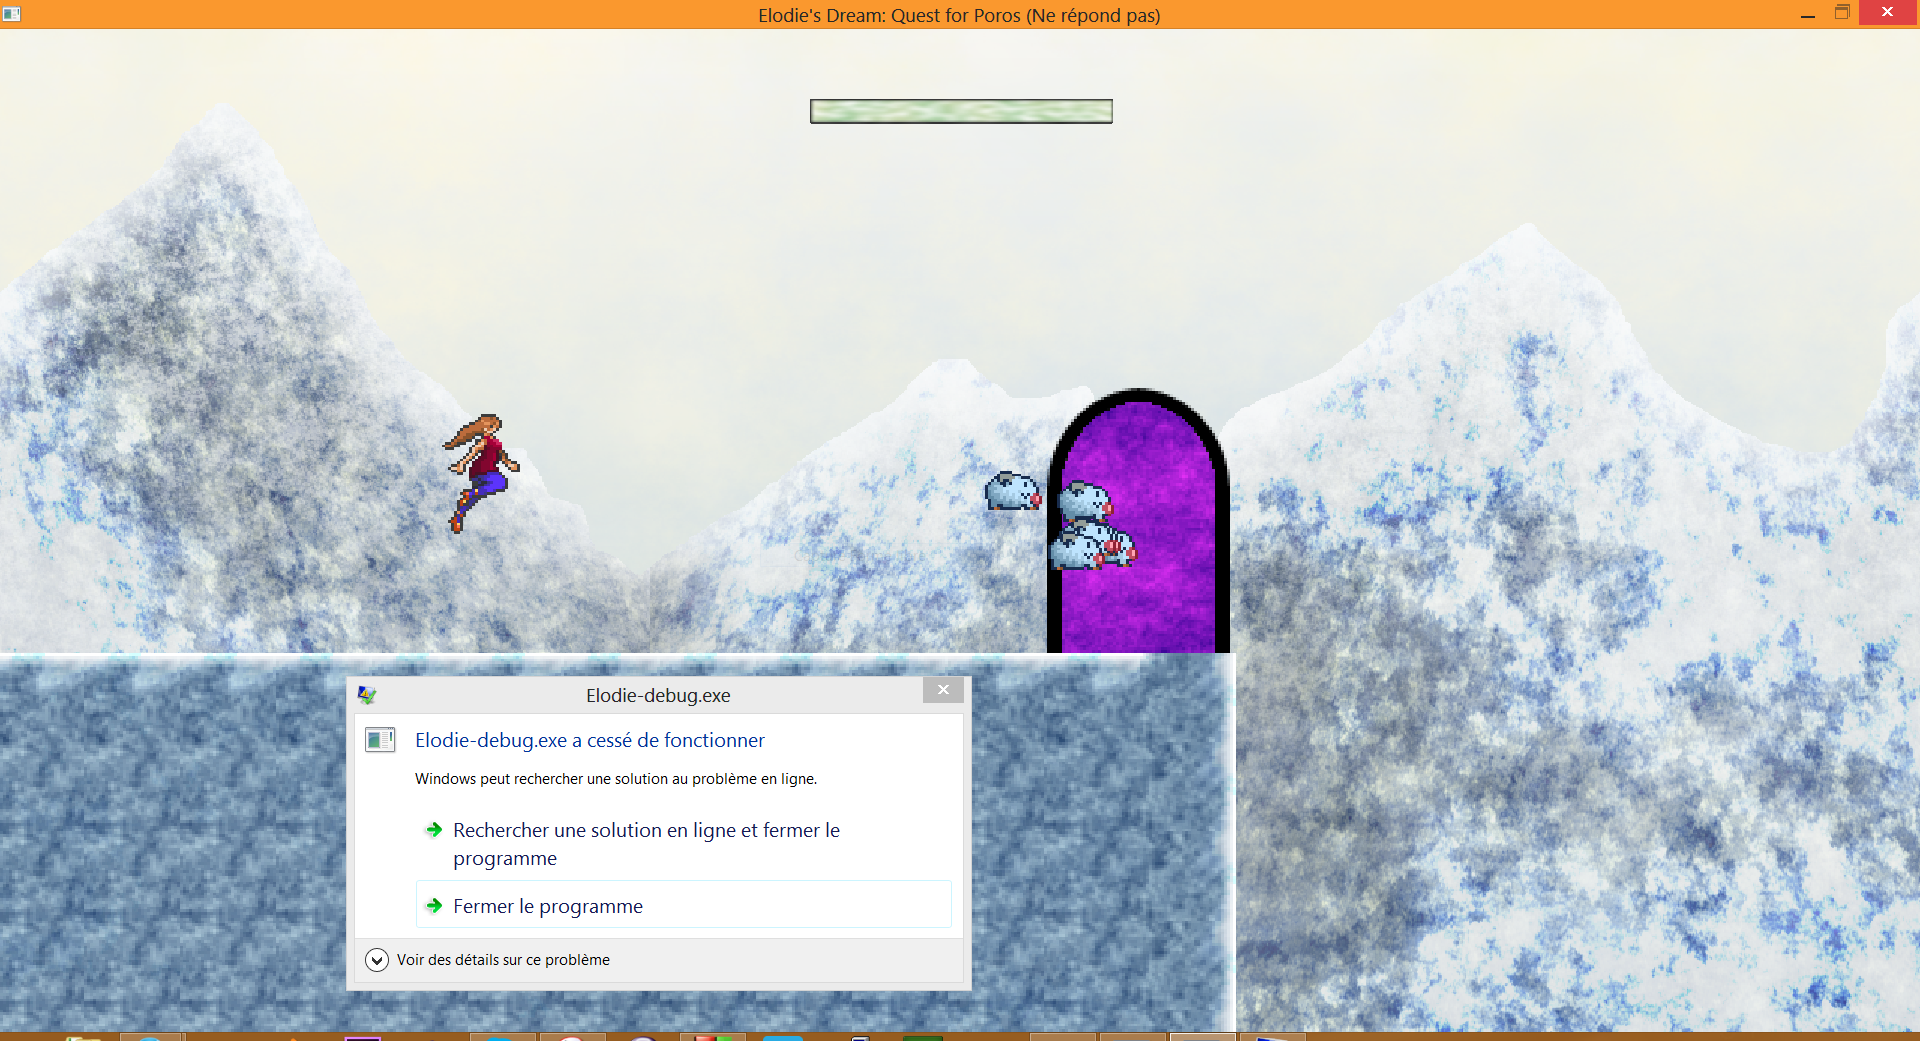 Elodie's Dream: Quest for Poros (Ne répond pas)
Elodie-debug.exe
Elodie-debug.exe a cessé de fonctionner
Windows peut rechercher une solution au problème en ligne.
Rechercher une solution en ligne et fermer le
programme
Fermer le programme
Voir des détails sur ce problème